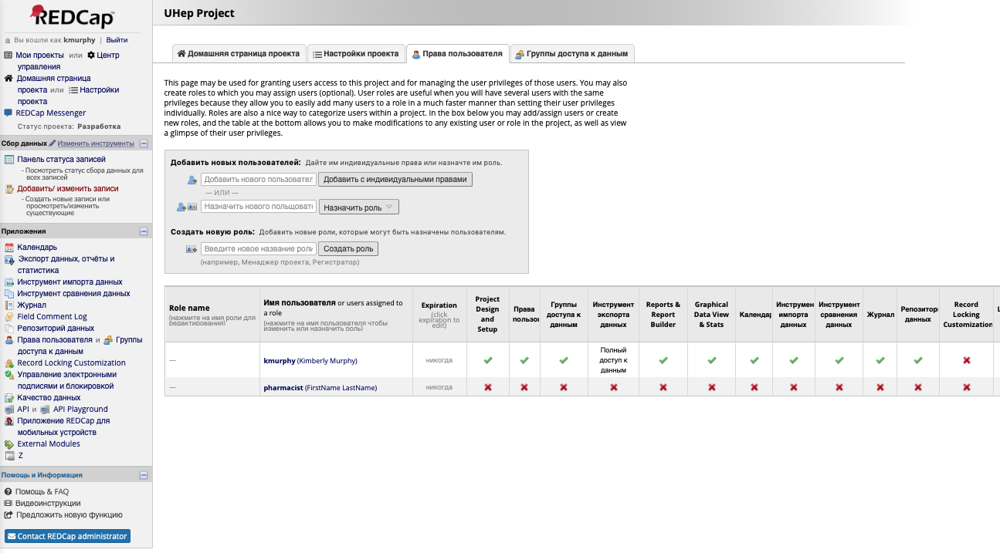 REDCap™
Вы вошли как kmurphy | Выйти
Мои проекты или Центр
управления
Домашняя страница
проекта или Настройки
проекта
REDCap Messenger
Статус проекта: Разработка
Сбор данных Изменить инструменты
Панель статуса записей
- Посмотреть статус сбора данных для
всех записей
Добавить/ изменить записи
- Создать новые записи или
просмотреть/изменить
существующие
Приложения
Календарь
Экспорт данных, отчёты и
статистика
Инструмент импорта данных
Инструмент сравнения данных
Журнал
Field Comment Log
Репозиторий данных
Права пользователя и Группы
доступа к данным
Record Locking Customization
Управление электронными
подписями и блокировкой
Качество данных
API и API Playground
Приложение REDCap для
мобильных устройств
External Modules
Z
Помощь и Информация
Помощь & FAQ
Видеоинструкции
Предложить новую функцию
Contact REDCap administrator
UHep Project
Домашняя страница проекта Настройки проекта Права пользователя Группы доступа к данным
This page may be used for granting users access to this project and for managing the user privileges of those users. You may also
create roles to which you may assign users (optional). User roles are useful when you will have several users with the same
privileges because they allow you to easily add many users to a role in a much faster manner than setting their user privileges
individually. Roles are also a nice way to categorize users within a project. In the box below you may add/assign users or create
new roles, and the table at the bottom allows you to make modifications to any existing user or role in the project, as well as view
a glimpse of their user privileges.
Добавить новых пользователей: Дайте им индивидуальные права или назначте им роль.
Добавить нового пользовател Добавить с индивидуальными правами
— ИЛИ —
Назначить нового пользовато Назначить роль
Создать новую роль: Добавить новые роли, которые могут быть назначены пользователям.
Введите новое название роли Создать роль
(например, Менаджер проекта, Регистратор)
Role name
(нажмите на имя роли для
редактирования)
Имя пользователя or users assigned to
a role
(нажмите на имя пользователя чтобы
изменить или назначить роль)
Expiration
(click
expiration to
edit)
Project
Design
and
Setup
Права
пользо
Группы
доступа к
данным
Инструмент
экспорта
данных
Reports &
Report
Builder
Graphical
Data View
& Stats
Календар
Инструмен
импорта
данных
Инструмент
сравнения
данных
Журнал
Репозитори
данных
Record
Locking
Customization
— kmurphy (Kimberly Murphy) никогда
Полный
доступ к
данным
— pharmacist (FirstName LastName) никогда